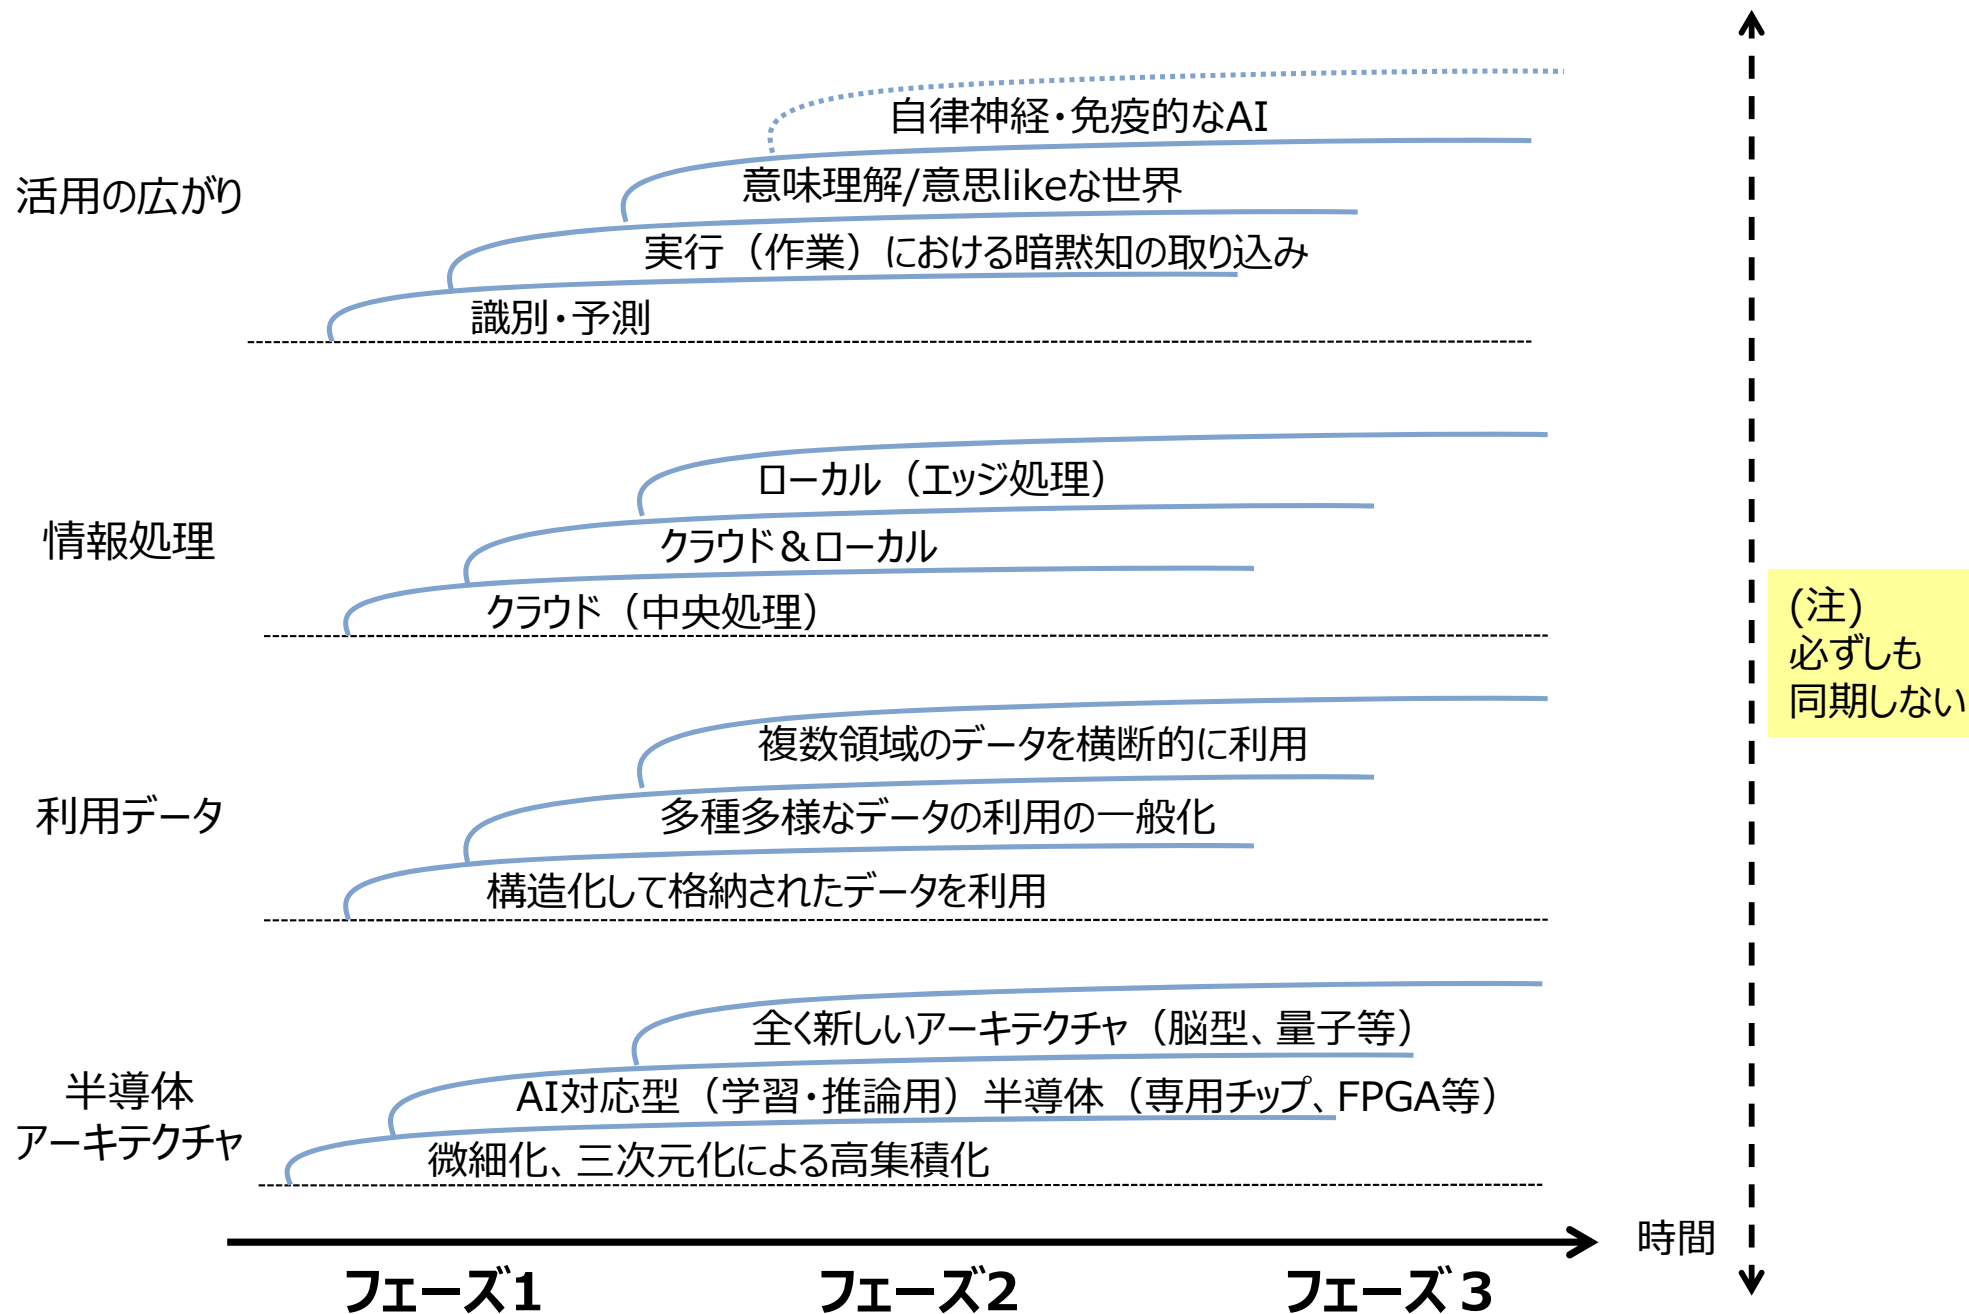 活用の広がり
自律神経・免疫的なAI
意味理解/意思likeな世界
実行（作業）における暗黙知の取り込み
識別・予測
情報処理
ローカル（エッジ処理）
クラウド＆ローカル
クラウド（中央処理）
利用データ
複数領域のデータを横断的に利用
多種多様なデータの利用の一般化
構造化して格納されたデータを利用
半導体
アーキテクチャ
全く新しいアーキテクチャ（脳型、量子等）
AI対応型（学習・推論用）半導体（専用チップ、FPGA等）
微細化、三次元化による高集積化
(注)
必ずしも
同期しない
時間
フェーズ1
フェーズ2
フェーズ３